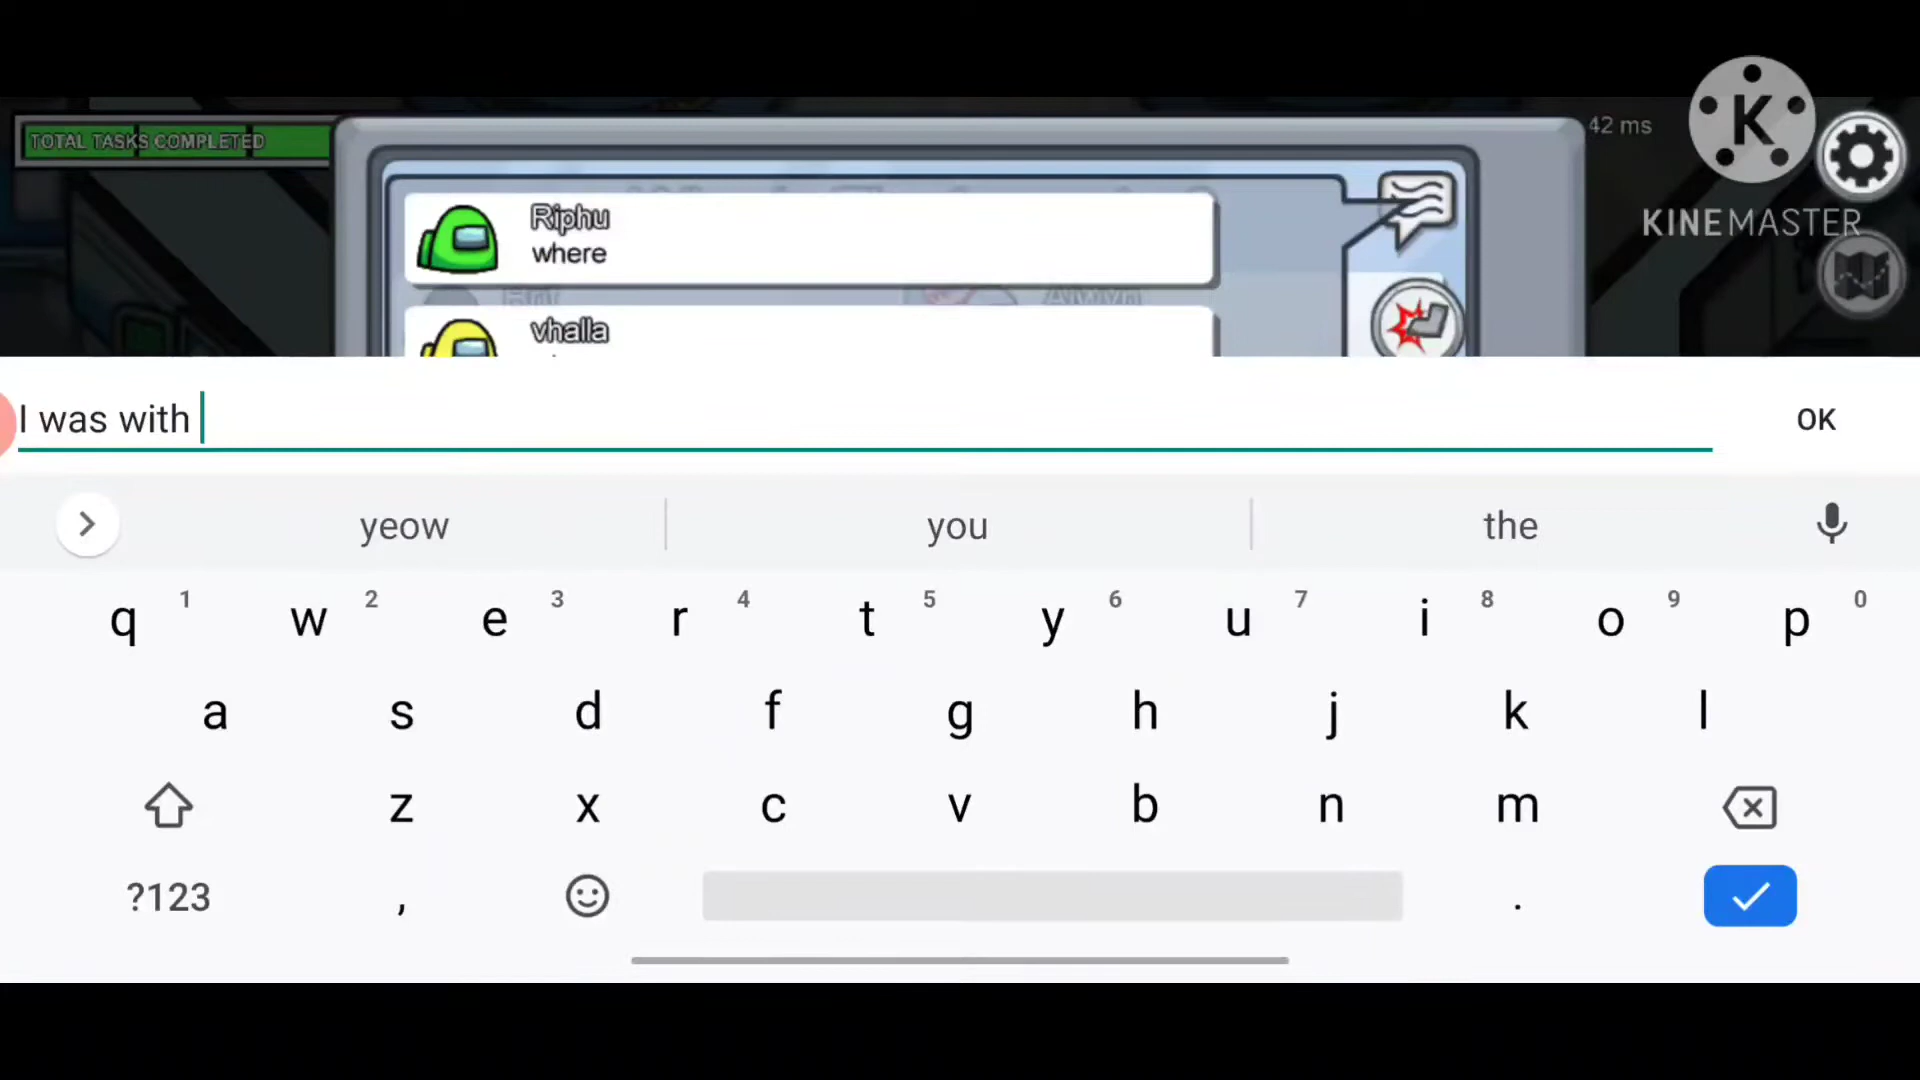 TOTAL TASKS COMPLETED
42 ms
K
KINEMASTER
Riphu
where
vhalla
I was with
OK
yeow you the
q 1 w 2 e 3 r 4 t 5 y 6 u 7 i 8 o 9 p 0
a s d f g h j k l
z x c v b n m
?123 , .